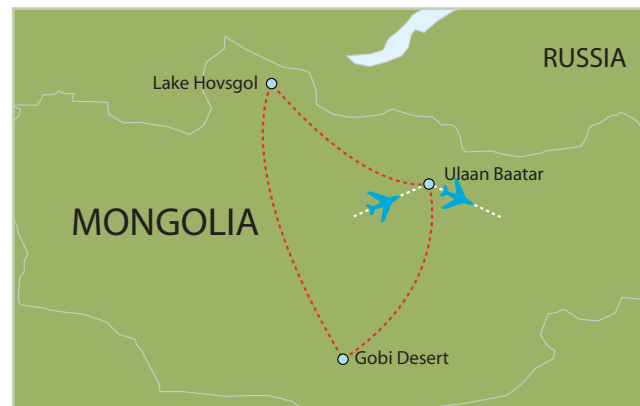 RUSSIA
Lake Hovsgol
Ulaan Baatar
MONGOLIA
Gobi Desert